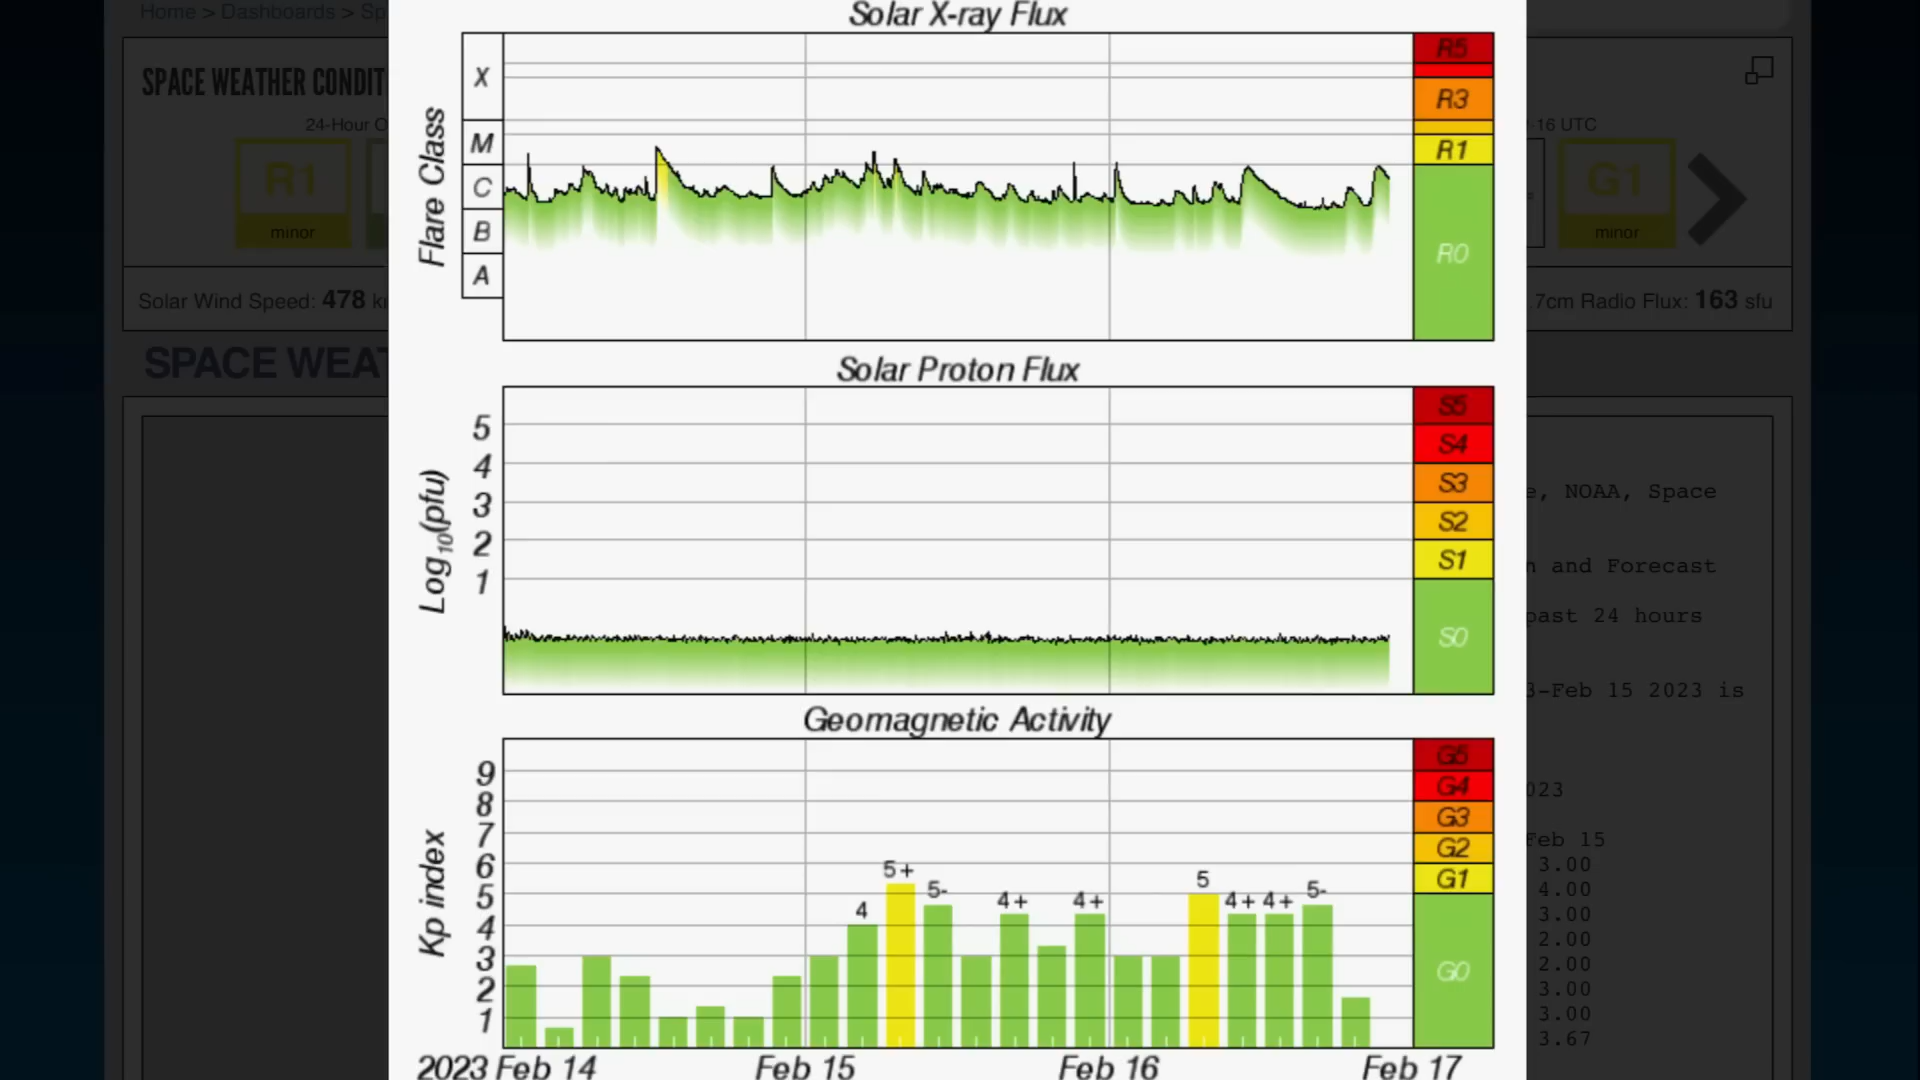 Home > Dashboards > Sp
SPACE WEATHER CONDIT
24-Hour O
R1
minor
-16 UTC
G1
minor
Solar Wind Speed: 478
.7cm Radio Flux: 163 sfu
SPACE WEAT
Solar X-ray Flux
Flare Class
X
M
C
B
A
R5
R3
R1
R0
Solar Proton Flux
Log10(pfu)
5
4
3
2
1
S5
S4
S3
S2
S1
S0
Geomagnetic Activity
Kp index
9
8
7
6
5
4
3
2
1
4
5+
5-
4+
4+
5
4+
4+
5-
G5
G4
G3
G2
G1
G0
2023 Feb 14
Feb 15
Feb 16
Feb 17
e, NOAA, Space
n and Forecast
past 24 hours
3-Feb 15 2023 is
023
Feb 15
3.00
4.00
3.00
2.00
2.00
3.00
3.00
3.67